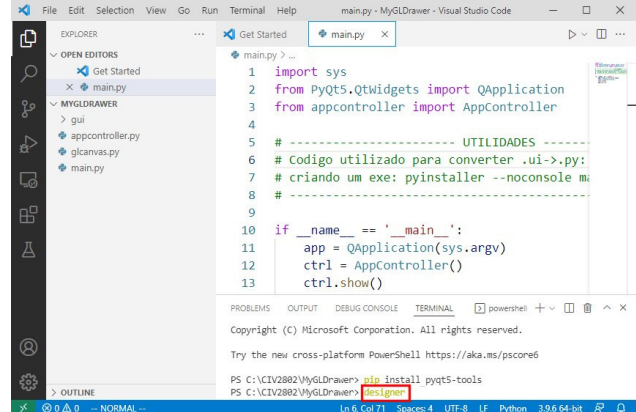 File Edit Selection View Go Run Terminal Help main.py - MyGLDrawer - Visual Studio Code
EXPLORER
OPEN EDITORS
Get Started
main.py
MYGLDRAWER
gui
appcontroller.py
glcanvas.py
main.py
OUTLINE
Get Started main.py
main.py > ...
1 import sys
2 from PyQt5.QtWidgets import QApplication
3 from appcontroller import AppController
4
5 # ---------------------- UTILIDADES ------
6 # Codigo utilizado para converter .ui->.py:
7 # criando um exe: pyinstaller --noconsole ma
8 # ----------------------------------------
9
10 if __name__ == '__main__':
11 app = QApplication(sys.argv)
12 ctrl = AppController()
13 ctrl.show()
PROBLEMS OUTPUT DEBUG CONSOLE TERMINAL powershell
Copyright (C) Microsoft Corporation. All rights reserved.
Try the new cross-platform PowerShell https://aka.ms/pscore6
PS C:\CIV2802\MyGLDrawer> pip install pyqt5-tools
PS C:\CIV2802\MyGLDrawer> designer
0 0 -- NORMAL -- Ln 6, Col 71 Spaces: 4 UTF-8 LF Python 3.9.6 64-bit